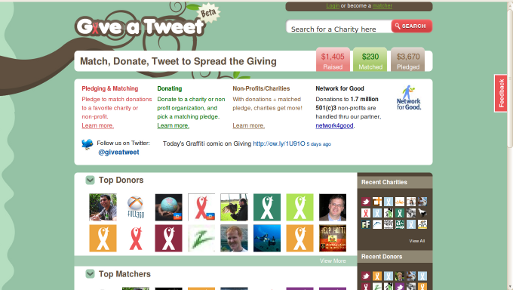 Login or become a matcher!
Give a Tweet
Beta
Search for a Charity here
SEARCH
Match, Donate, Tweet to Spread the Giving
$1,405
Raised
$230
Matched
$3,670
Pledged
Pledging & Matching
Pledge to match donations
to a favorite charity or
non-profit.
Learn more.
Donating
Donate to a charity or non
profit organization, and
pick a matching pledge.
Learn more.
Non-Profits/Charities
With donations + matched
pledge, charities get more!
Learn more.
Network for Good
Donations to 1.7 million
501(c)3 non-profits are
handled thru our partner,
network4good.
Network
for Good.
Feedback
Follow us on Twitter:
@giveatweet
Today's Graffiti comic on Giving http://ow.ly/1U91O 5 days ago
Top Donors
View More
Top Matchers
Recent Charities
View All
Recent Donors